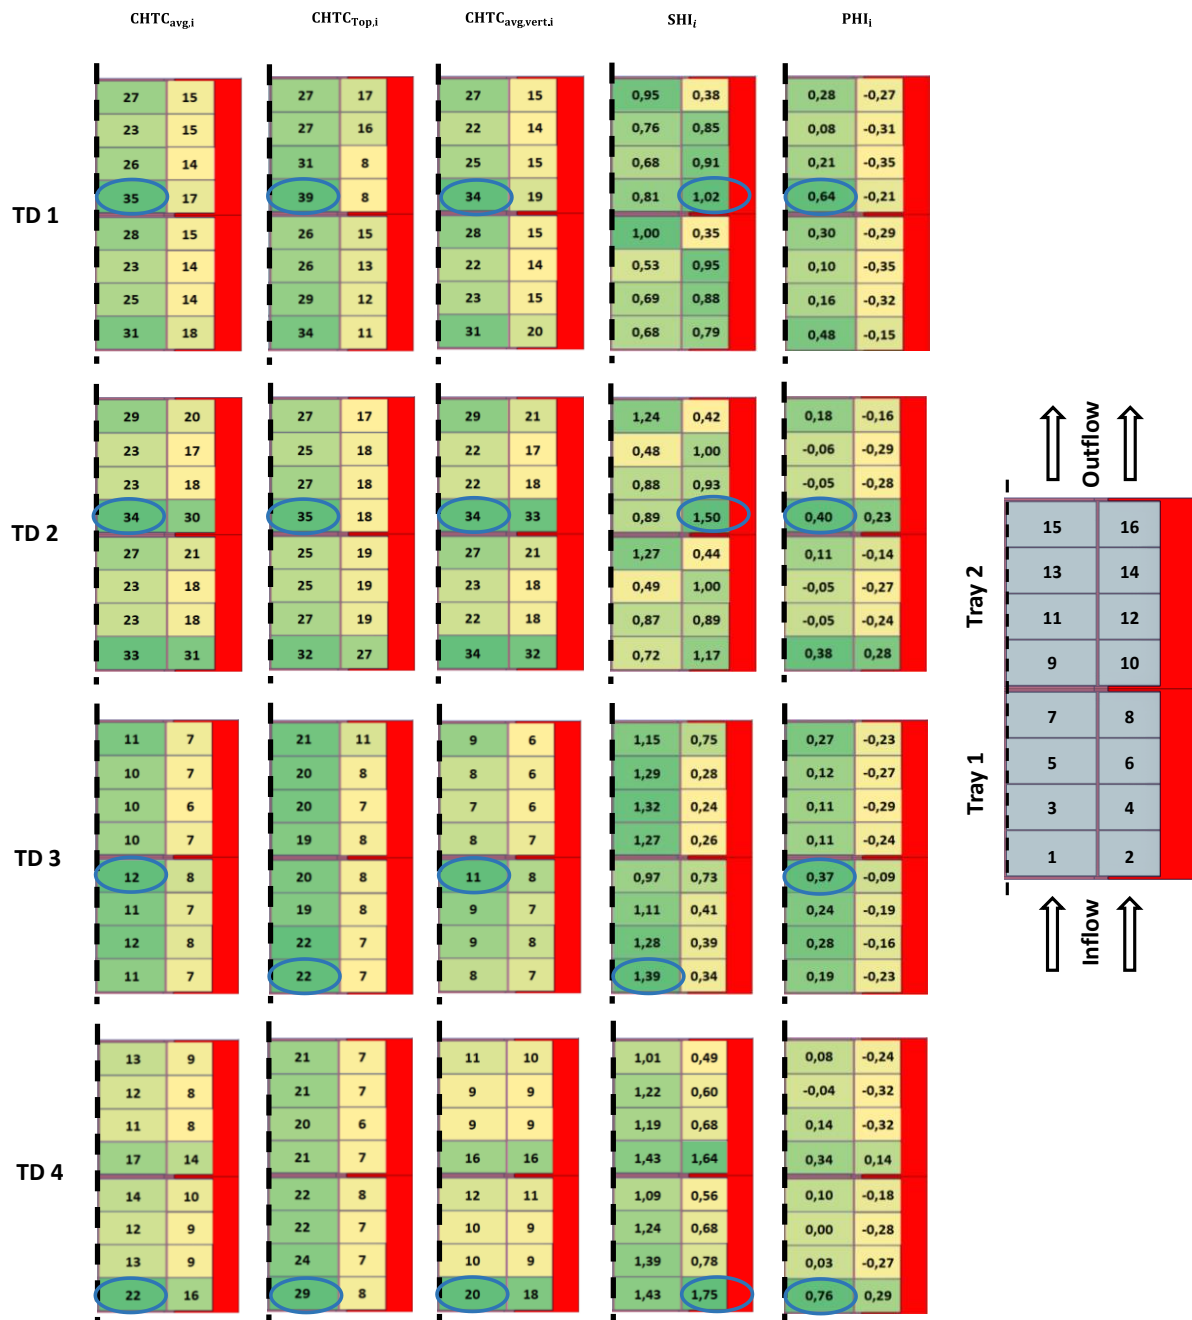 CHTCavg,i CHTCTop,i CHTCavg,vert.i SHIi PHIi
TD 1
27 15 27 17 27 15 0,95 0,38 0,28 -0,27
23 15 27 16 22 14 0,76 0,85 0,08 -0,31
26 14 31 8 25 15 0,68 0,91 0,21 -0,35
35 17 39 8 34 19 0,81 1,02 0,64 -0,21
28 15 26 15 28 15 1,00 0,35 0,30 -0,29
23 14 26 13 22 14 0,53 0,95 0,10 -0,35
25 14 29 12 23 15 0,69 0,88 0,16 -0,32
31 18 34 11 31 20 0,68 0,79 0,48 -0,15
TD 2
29 20 27 17 29 21 1,24 0,42 0,18 -0,16
23 17 25 18 22 17 0,48 1,00 -0,06 -0,29
23 18 27 18 22 18 0,88 0,93 -0,05 -0,28
34 30 35 18 34 33 0,89 1,50 0,40 0,23
27 21 25 19 27 21 1,27 0,44 0,11 -0,14
23 18 25 19 23 18 0,49 1,00 -0,05 -0,27
23 18 27 19 22 18 0,87 0,89 -0,05 -0,24
33 31 32 27 34 32 0,72 1,17 0,38 0,28
TD 3
11 7 21 11 9 6 1,15 0,75 0,27 -0,23
10 7 20 8 8 6 1,29 0,28 0,12 -0,27
10 6 20 7 7 6 1,32 0,24 0,11 -0,29
10 7 19 8 8 7 1,27 0,26 0,11 -0,24
12 8 20 8 11 8 0,97 0,73 0,37 -0,09
11 7 19 8 9 7 1,11 0,41 0,24 -0,19
12 8 22 7 9 8 1,28 0,39 0,28 -0,16
11 7 22 7 8 7 1,39 0,34 0,19 -0,23
TD 4
13 9 21 7 11 10 1,01 0,49 0,08 -0,24
12 8 21 7 9 9 1,22 0,60 -0,04 -0,32
11 8 20 6 9 9 1,19 0,68 0,14 -0,32
17 14 21 7 16 16 1,43 1,64 0,34 0,14
14 10 22 8 12 11 1,09 0,56 0,10 -0,18
12 9 22 7 10 9 1,24 0,68 0,00 -0,28
13 9 24 7 10 9 1,39 0,78 0,03 -0,27
22 16 29 8 20 18 1,43 1,75 0,76 0,29
Outflow
Tray 2
15 16
13 14
11 12
9 10
Tray 1
7 8
5 6
3 4
1 2
Inflow